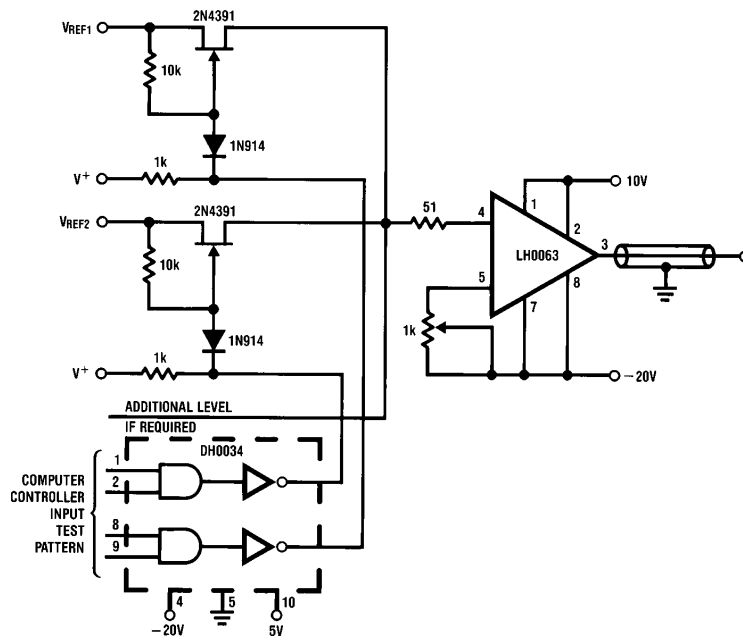 2N4391
VREF1
10k
1N914
1k
V+
2N4391
VREF2
10k
1N914
1k
V+
51
4
1
10V
2
LH0063
3
5
8
7
1k
−20V
ADDITIONAL LEVEL
IF REQUIRED
DH0034
1
2
COMPUTER
CONTROLLER
INPUT
TEST
PATTERN
8
9
4
5
10
−20V
5V